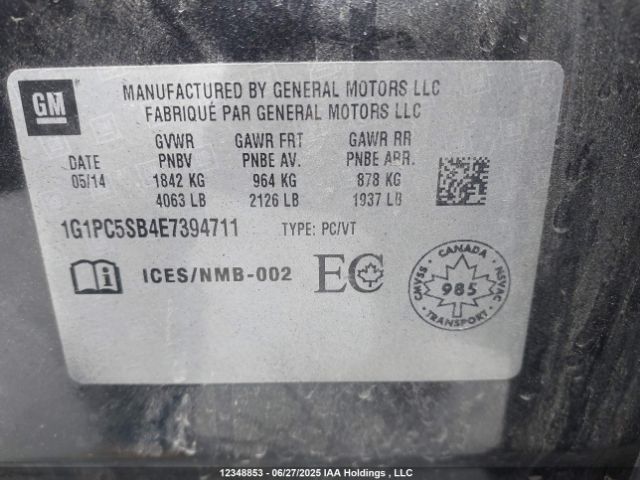 GM
MANUFACTURED BY GENERAL MOTORS LLC
FABRIQUÉ PAR GENERAL MOTORS LLC
GVWR GAWR FRT GAWR RR
DATE PNBV PNBE AV. PNBE ARR.
05/14 1842 KG 964 KG 878 KG
4063 LB 2126 LB 1937 LB
1G1PC5SB4E7394711 TYPE: PC/VT
ICES/NMB-002 EC
CANADA
CMVSS 985 NSVAC
TRANSPORT
12348853 - 06/27/2025 IAA Holdings , LLC